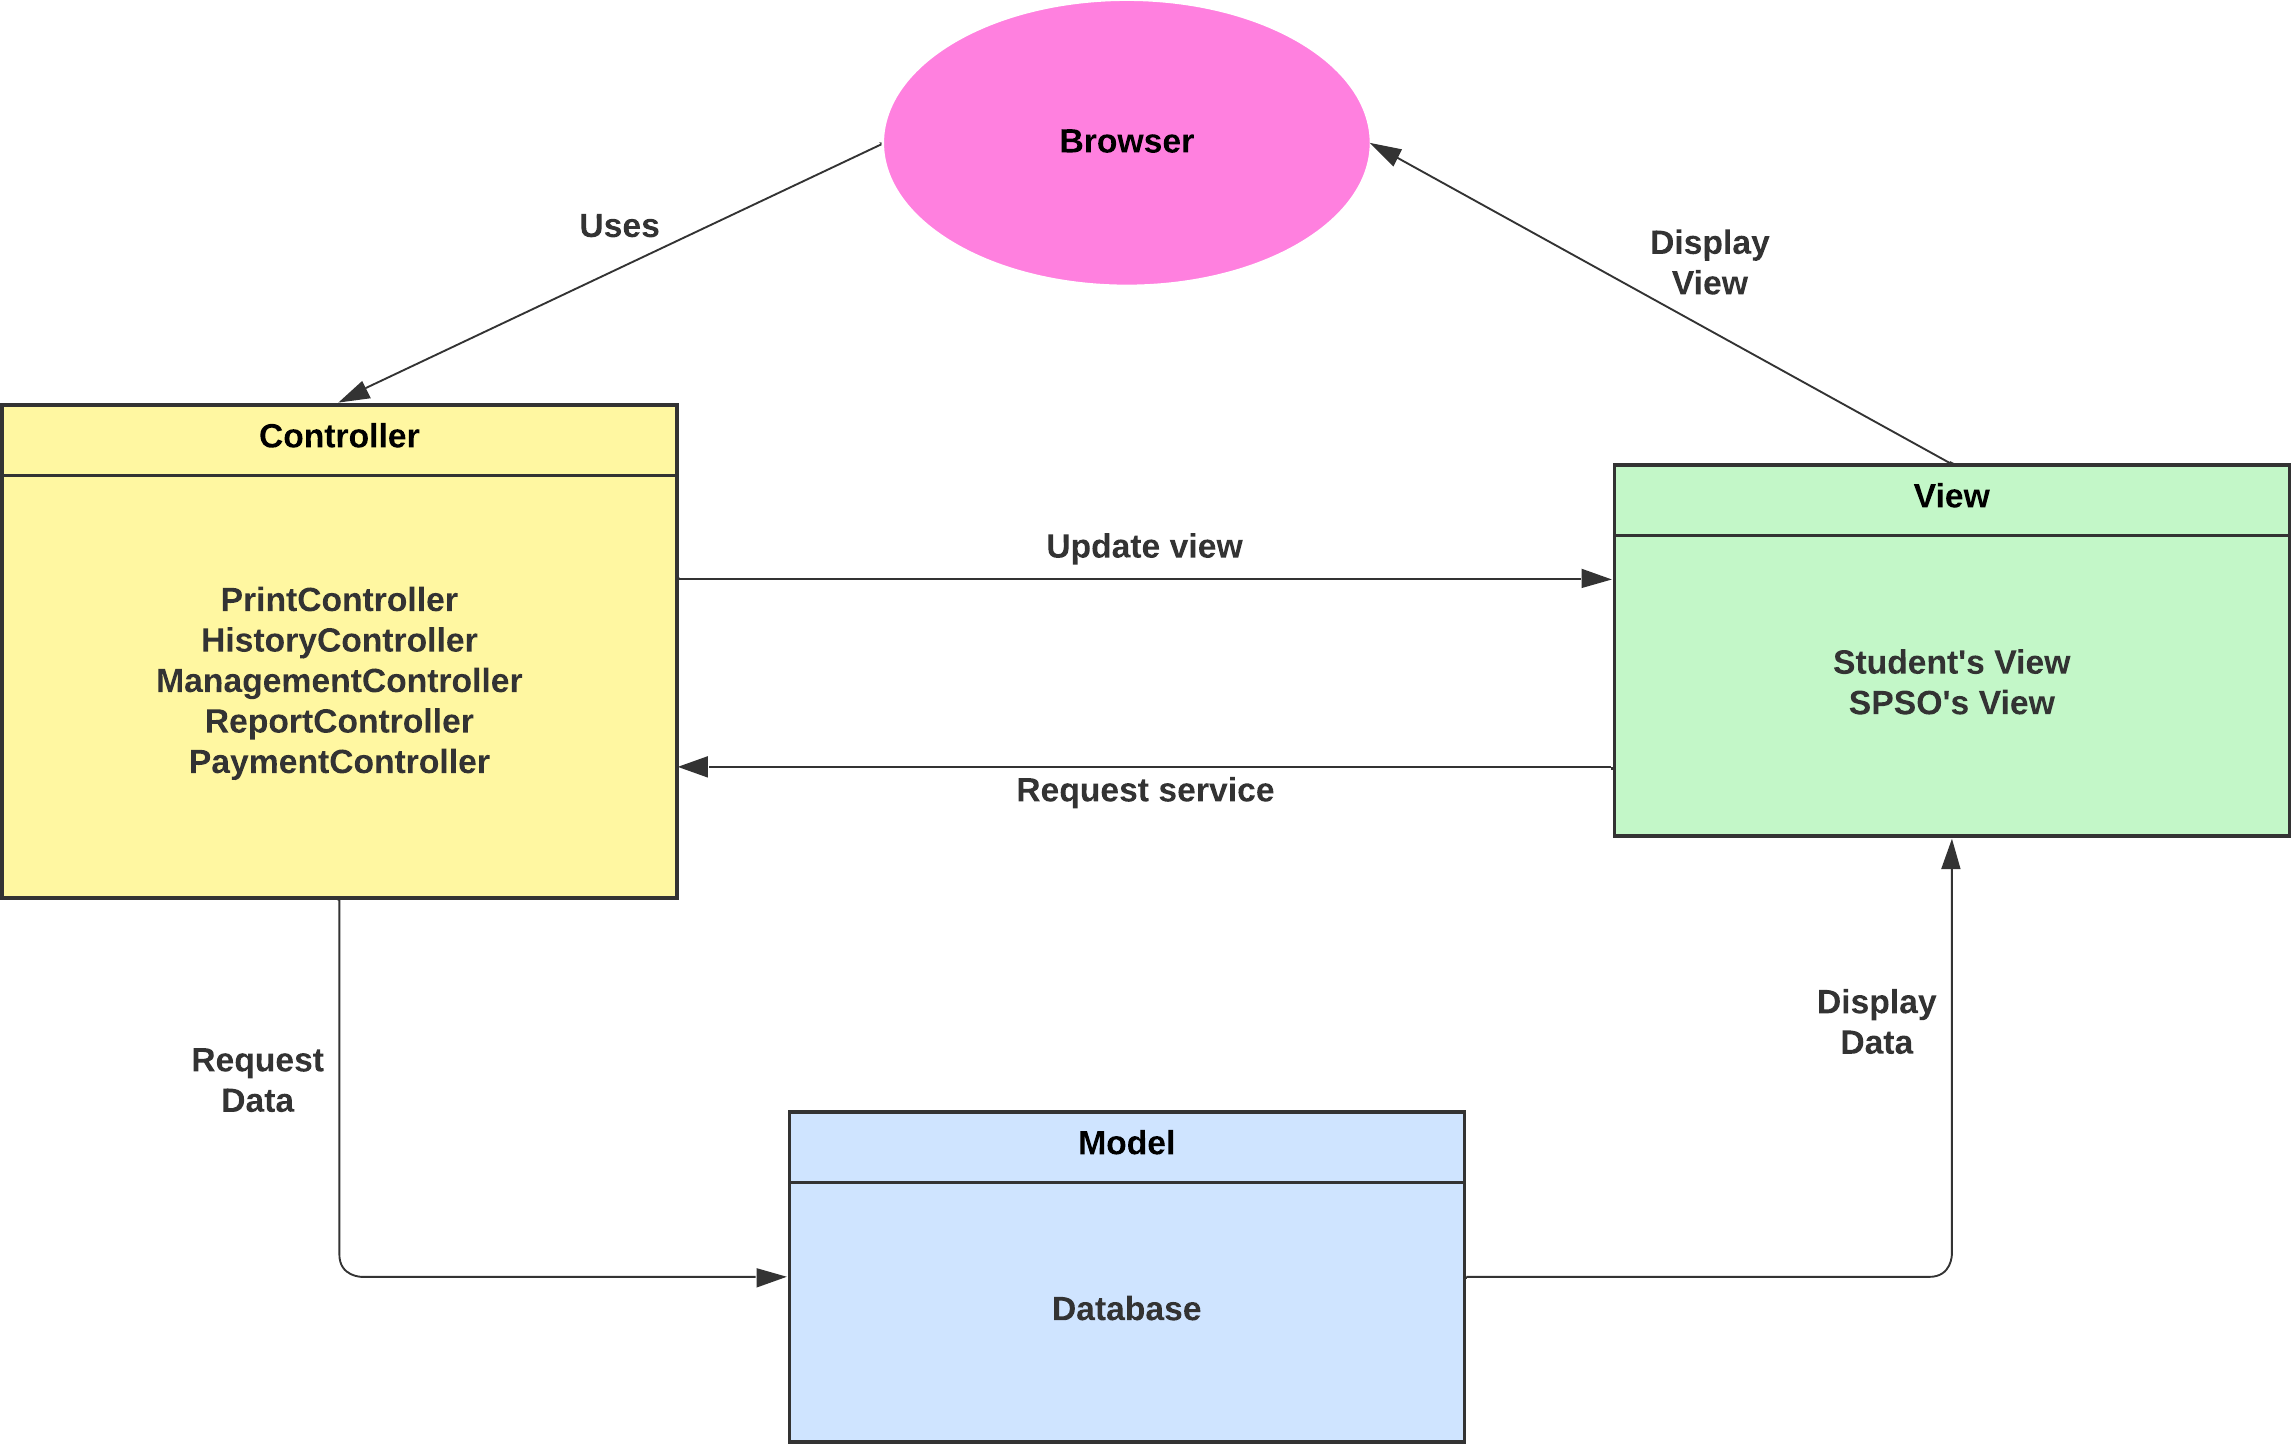 Browser
Uses
Display
View
Controller
PrintController
HistoryController
ManagementController
ReportController
PaymentController
Update view
Request service
View
Student's View
SPSO's View
Request
Data
Display
Data
Model
Database